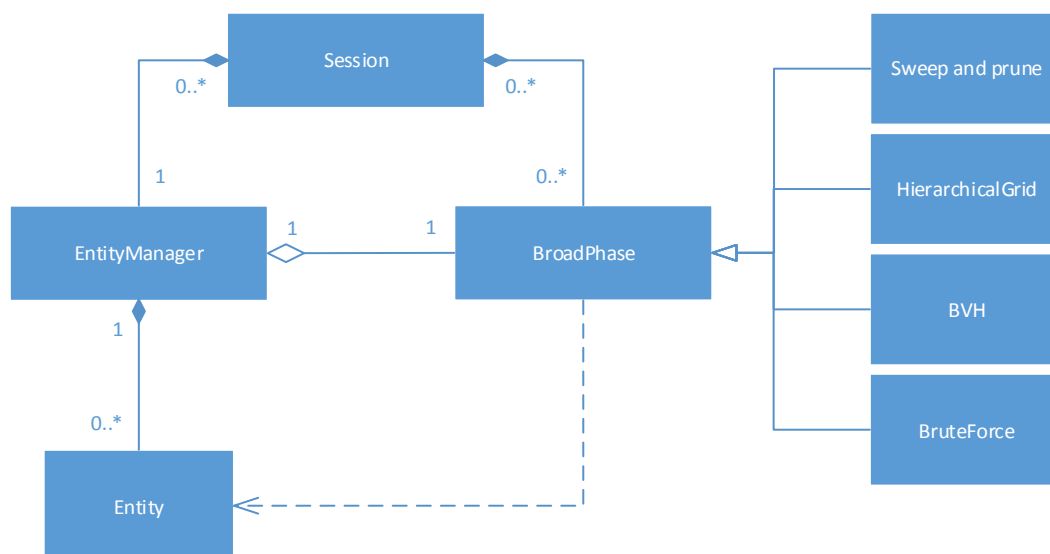 Session
Sweep and prune
0..*
0..*
HierarchicalGrid
1
0..*
EntityManager
1
1
BroadPhase
BVH
1
0..*
BruteForce
Entity